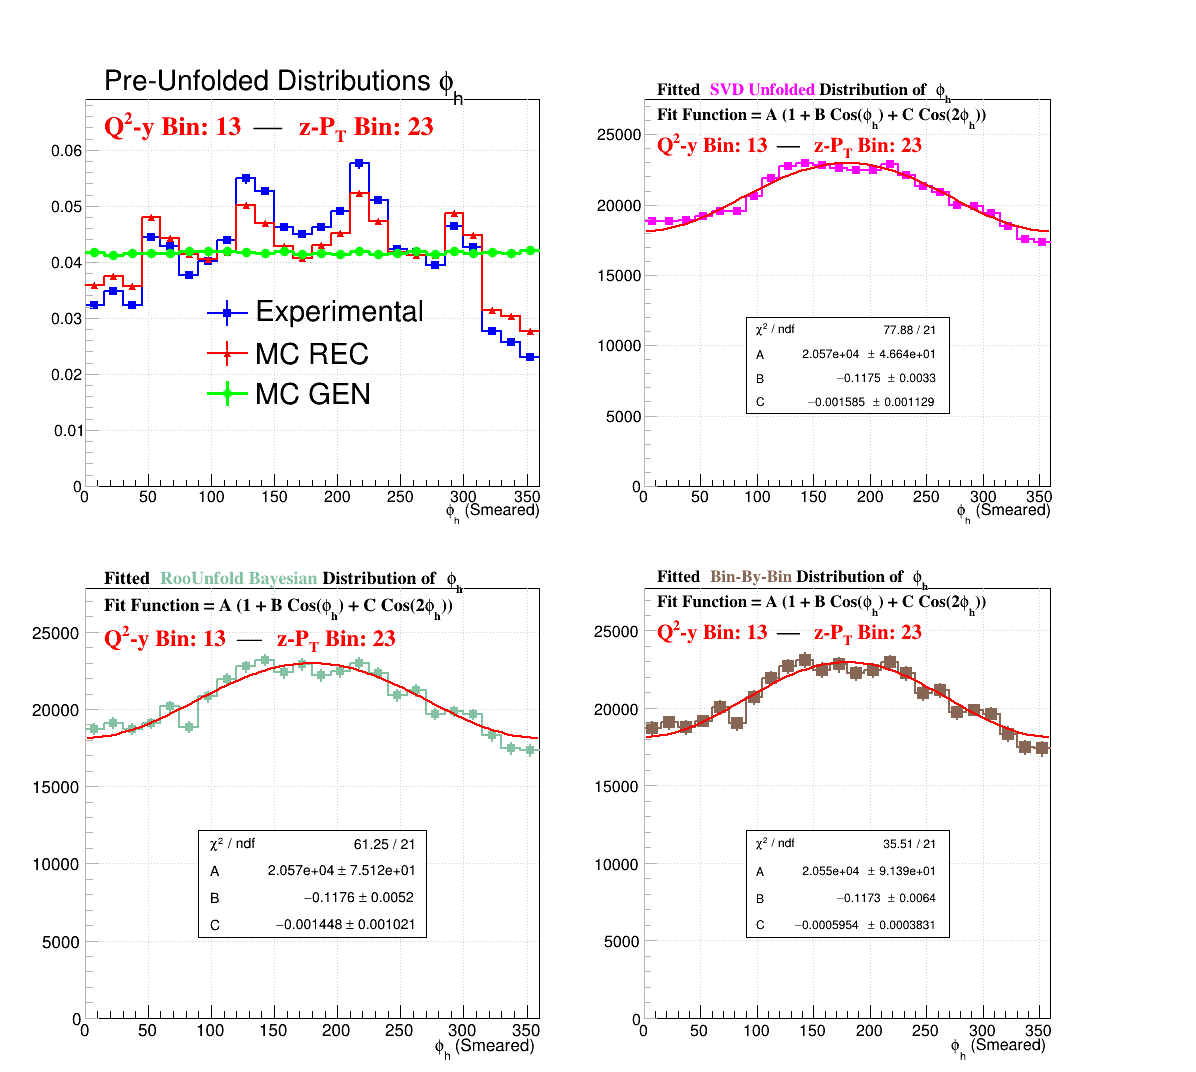 Pre-Unfolded Distributions ϕh
Q²-y Bin: 13 — z-PT Bin: 23
0.06
0.05
0.04
0.03
0.02
0.01
0
Experimental
MC REC
MC GEN
0 50 100 150 200 250 300 350
ϕh (Smeared)
Fitted SVD Unfolded Distribution of ϕh
Fit Function = A (1 + B Cos(ϕh) + C Cos(2ϕh))
Q²-y Bin: 13 — z-PT Bin: 23
25000
20000
15000
10000
5000
0
χ² / ndf 77.88 / 21
A 2.057e+04 ± 4.664e+01
B −0.1175 ± 0.0033
C −0.001585 ± 0.001129
0 50 100 150 200 250 300 350
ϕh (Smeared)
Fitted RooUnfold Bayesian Distribution of ϕh
Fit Function = A (1 + B Cos(ϕh) + C Cos(2ϕh))
Q²-y Bin: 13 — z-PT Bin: 23
25000
20000
15000
10000
5000
0
χ² / ndf 61.25 / 21
A 2.057e+04 ± 7.512e+01
B −0.1176 ± 0.0052
C −0.001448 ± 0.001021
0 50 100 150 200 250 300 350
ϕh (Smeared)
Fitted Bin-By-Bin Distribution of ϕh
Fit Function = A (1 + B Cos(ϕh) + C Cos(2ϕh))
Q²-y Bin: 13 — z-PT Bin: 23
25000
20000
15000
10000
5000
0
χ² / ndf 35.51 / 21
A 2.055e+04 ± 9.139e+01
B −0.1173 ± 0.0064
C −0.0005954 ± 0.0003831
0 50 100 150 200 250 300 350
ϕh (Smeared)